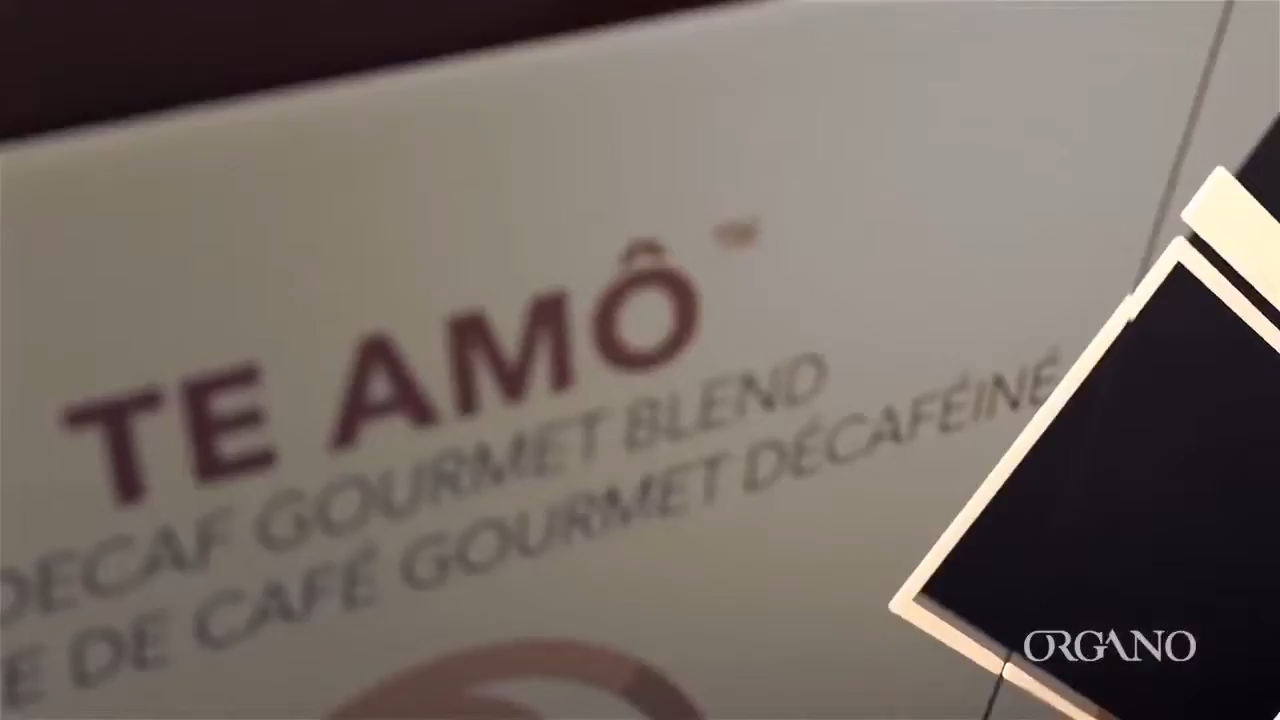 TE AMÔ™
DECAF GOURMET BLEND
E DE CAFÉ GOURMET DÉCAFÉINÉ
ORGANO